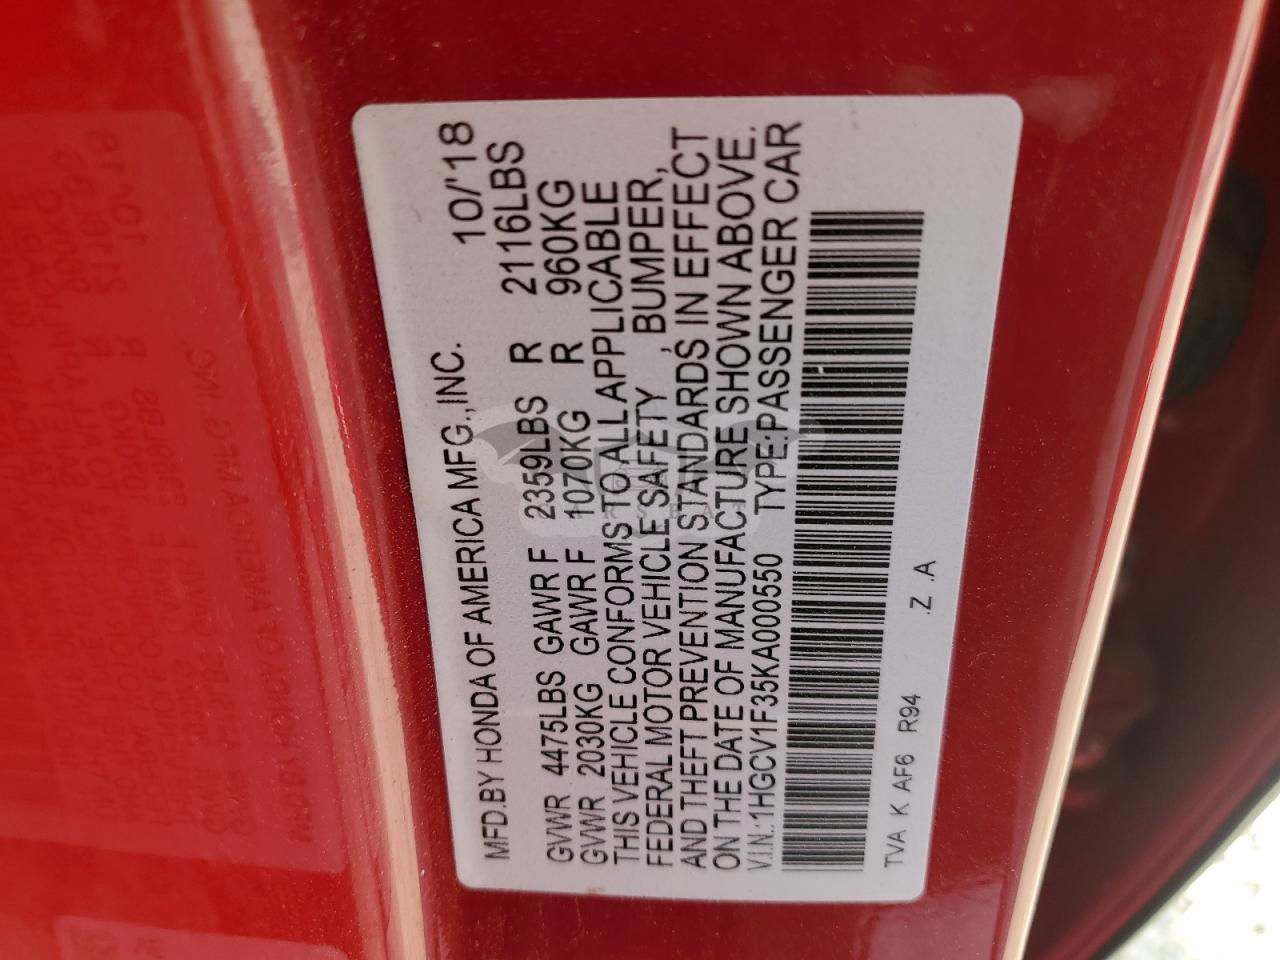 MFD.BY HONDA OF AMERICA MFG.,INC. 10/'18
GVWR 4475LBS GAWR F 2359LBS R 2116LBS
GVWR 2030KG GAWR F 1070KG R 960KG
THIS VEHICLE CONFORMS TO ALL APPLICABLE
FEDERAL MOTOR VEHICLE SAFETY, BUMPER,
AND THEFT PREVENTION STANDARDS IN EFFECT
ON THE DATE OF MANUFACTURE SHOWN ABOVE.
V.I.N.:1HGCV1F35KA000550 TYPE:PASSENGER CAR
TVA K AF6 R94 .Z .A